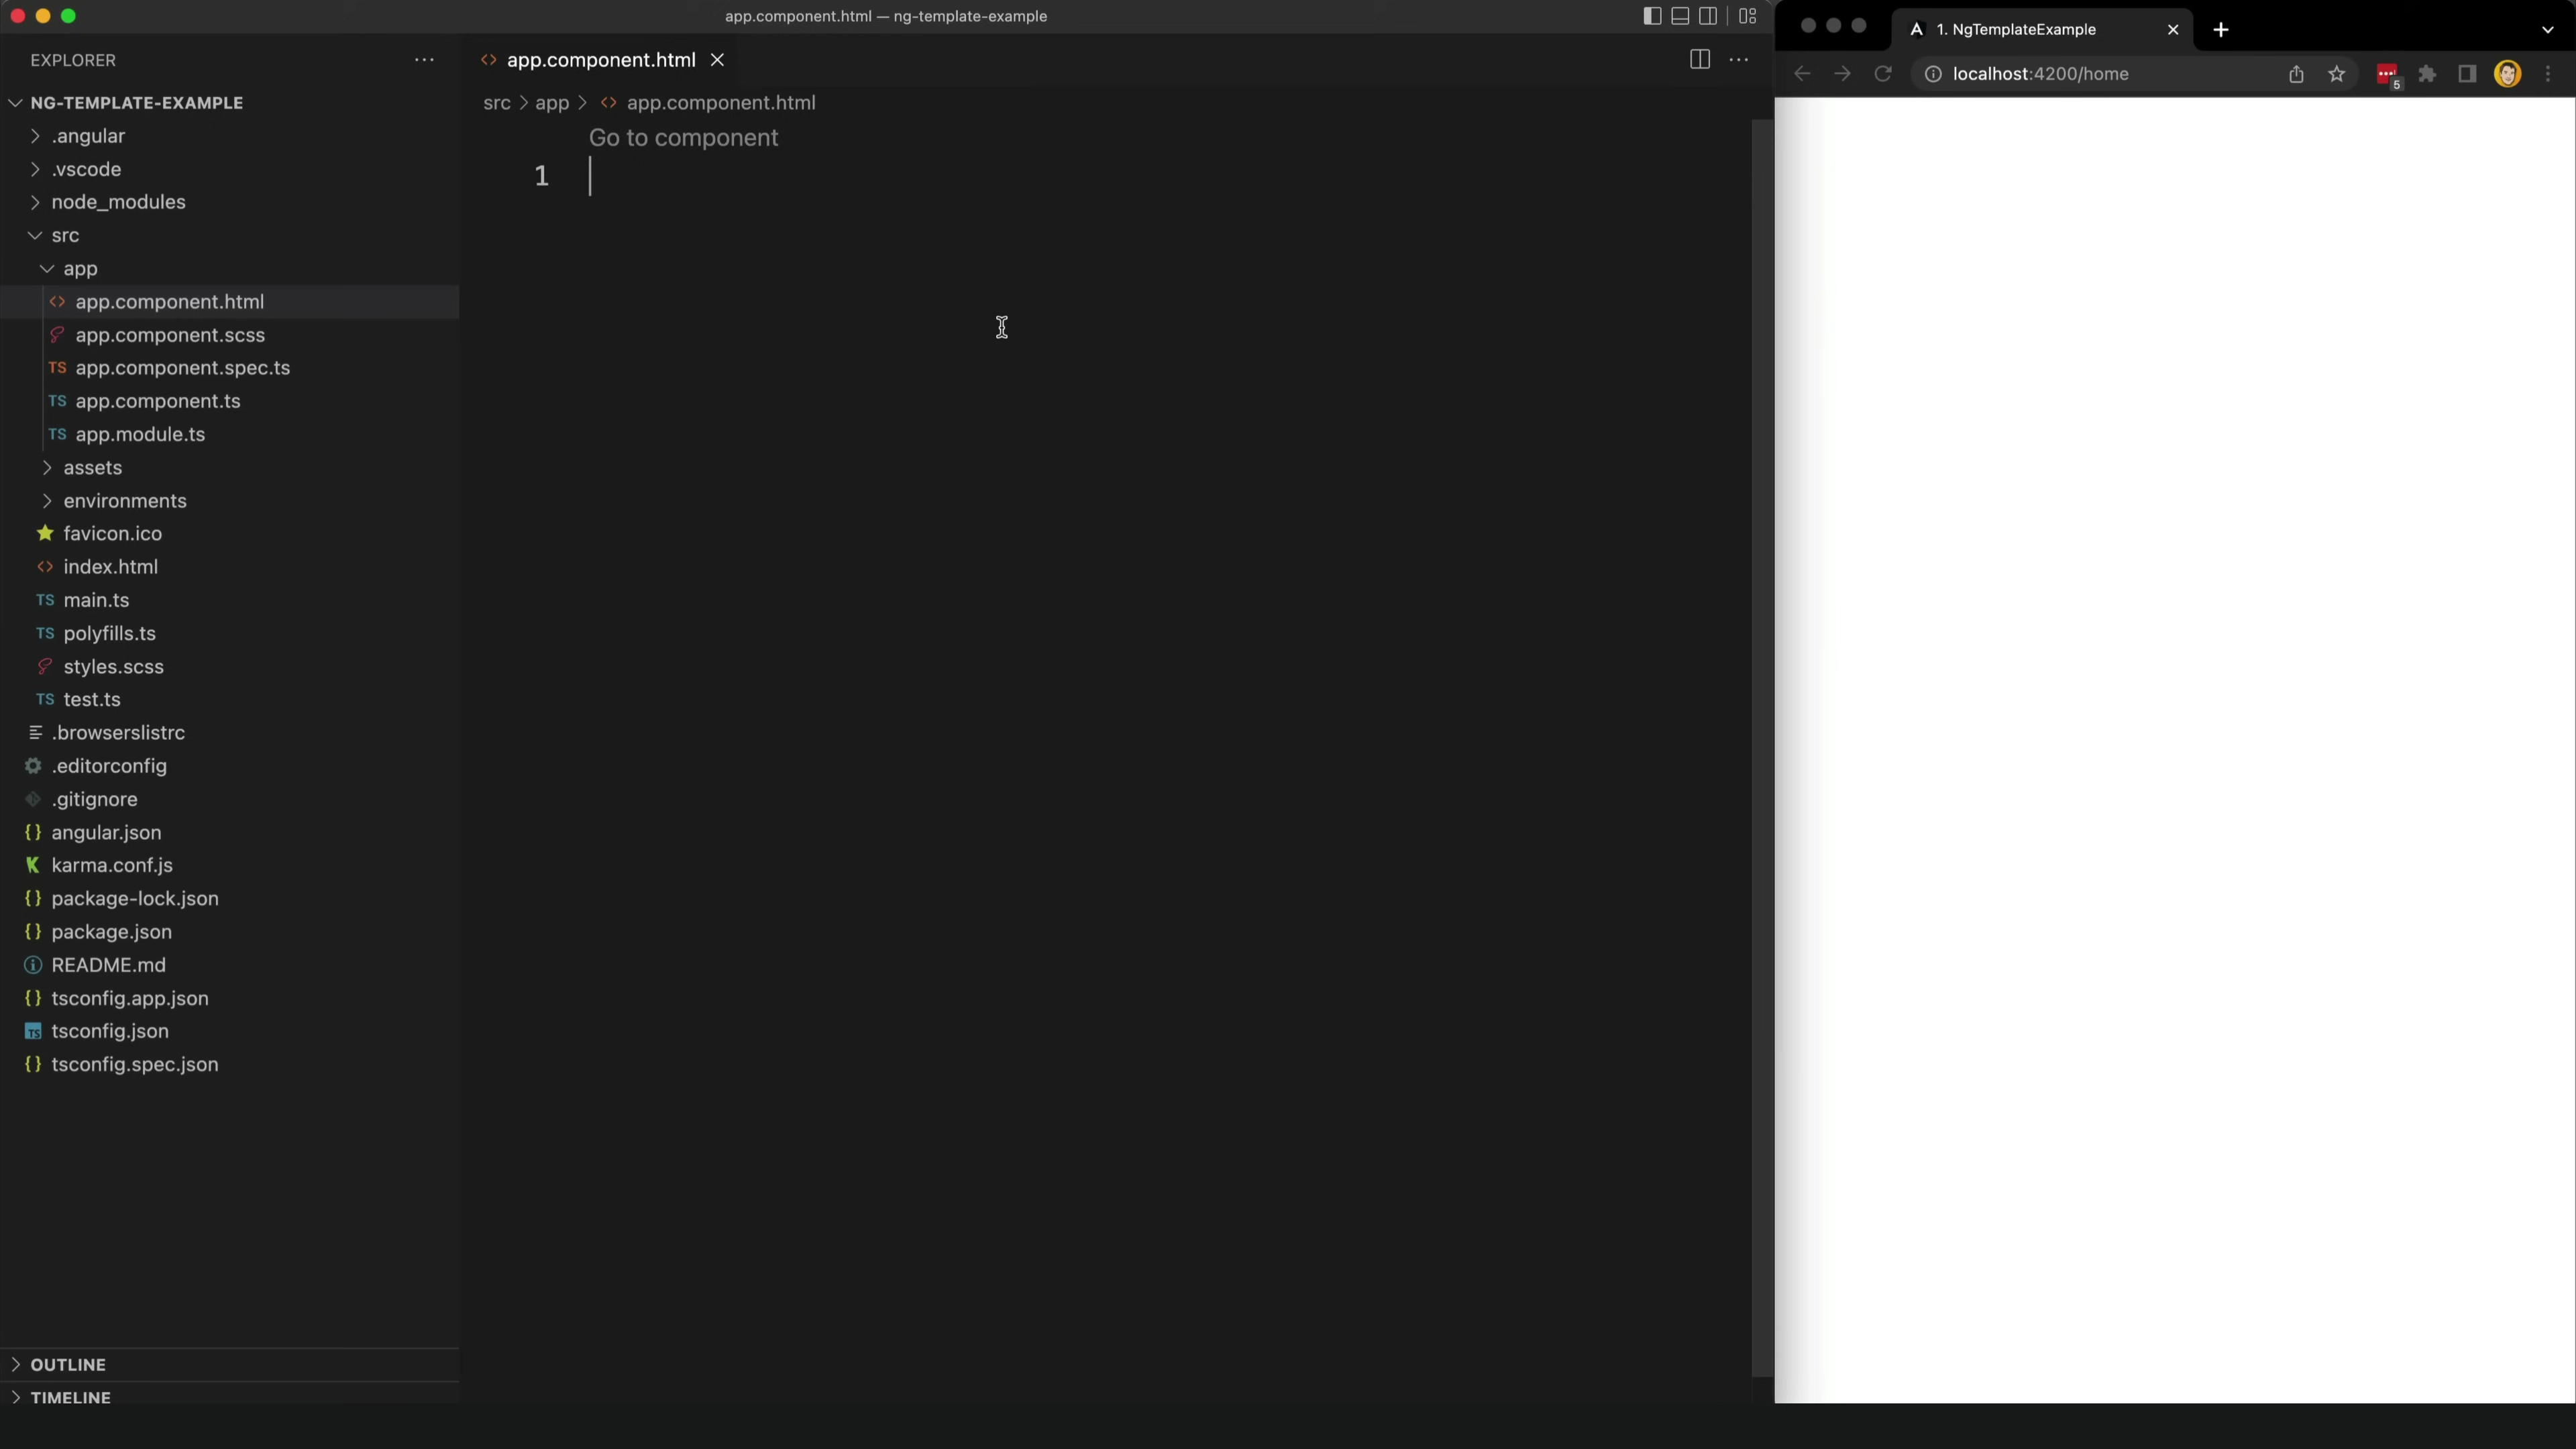 app.component.html — ng-template-example
EXPLORER
NG-TEMPLATE-EXAMPLE
.angular
.vscode
node_modules
src
app
app.component.html
app.component.scss
TS app.component.spec.ts
TS app.component.ts
TS app.module.ts
assets
environments
favicon.ico
index.html
TS main.ts
TS polyfills.ts
styles.scss
TS test.ts
.browserslistrc
.editorconfig
.gitignore
{} angular.json
K karma.conf.js
{} package-lock.json
{} package.json
README.md
{} tsconfig.app.json
TS tsconfig.json
{} tsconfig.spec.json
OUTLINE
TIMELINE
app.component.html
src > app > app.component.html
Go to component
1
A 1. NgTemplateExample
localhost:4200/home
5